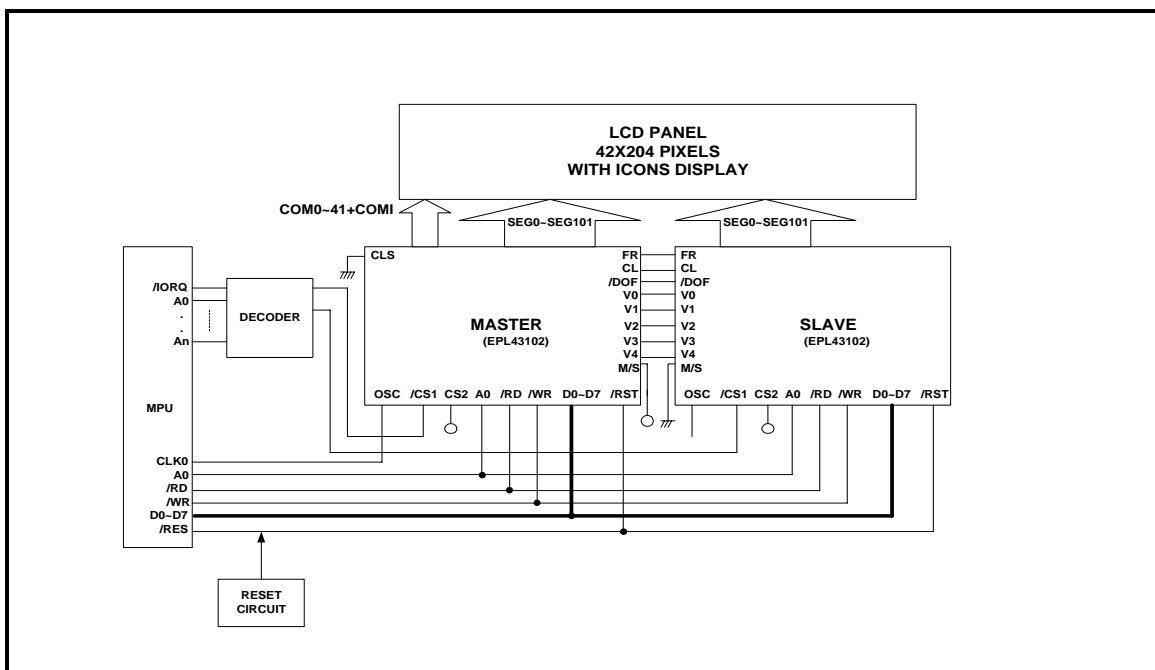 LCD PANEL
42X204 PIXELS
WITH ICONS DISPLAY
COM0~41+COMI
SEG0~SEG101
SEG0~SEG101
CLS
FR
CL
/DOF
V0
V1
V2
V3
V4
M/S
FR
CL
/DOF
V0
V1
V2
V3
V4
M/S
/IORQ
A0
.
.
An
DECODER
MASTER
(EPL43102)
SLAVE
(EPL43102)
OSC /CS1 CS2 A0 /RD /WR D0~D7 /RST
OSC /CS1 CS2 A0 /RD /WR D0~D7 /RST
MPU
CLK0
A0
/RD
/WR
D0~D7
/RES
RESET
CIRCUIT